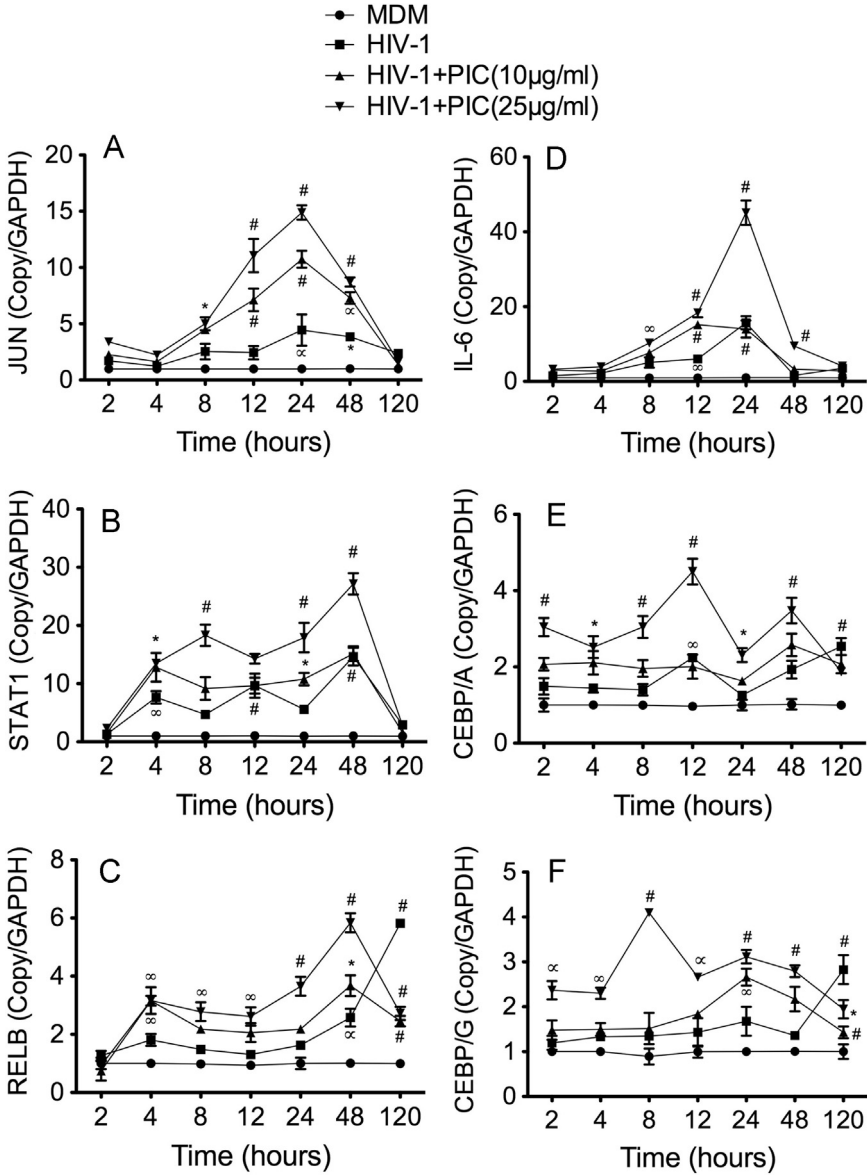 MDM
HIV-1
HIV-1+PIC(10µg/ml)
HIV-1+PIC(25µg/ml)
A
JUN (Copy/GAPDH)
20
15
10
5
0
* # # # # # ∝ ∝ *
2 4 8 12 24 48 120
Time (hours)
D
IL-6 (Copy/GAPDH)
60
40
20
0
∞ # # ∞ # # #
2 4 8 12 24 48 120
Time (hours)
B
STAT1 (Copy/GAPDH)
40
30
20
10
0
* ∞ # # # * # #
2 4 8 12 24 48 120
Time (hours)
E
CEBP/A (Copy/GAPDH)
6
4
2
0
# * # # ∞ * # #
2 4 8 12 24 48 120
Time (hours)
C
RELB (Copy/GAPDH)
8
6
4
2
0
∞ ∞ ∞ ∞ # # * ∝ # # #
2 4 8 12 24 48 120
Time (hours)
F
CEBP/G (Copy/GAPDH)
5
4
3
2
1
0
∝ ∞ # ∝ # ∞ # # * #
2 4 8 12 24 48 120
Time (hours)